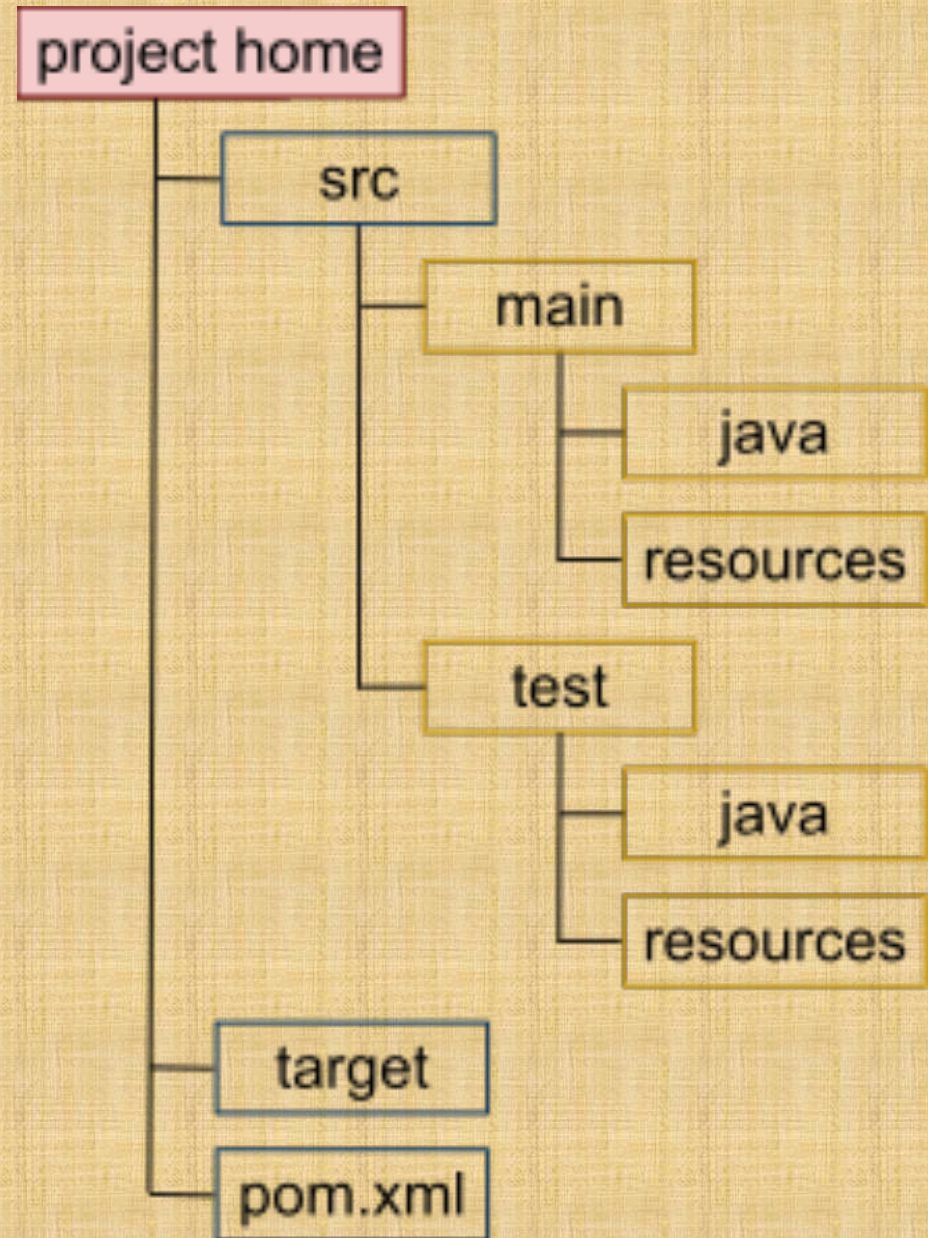 project home
src
main
java
resources
test
java
resources
target
pom.xml